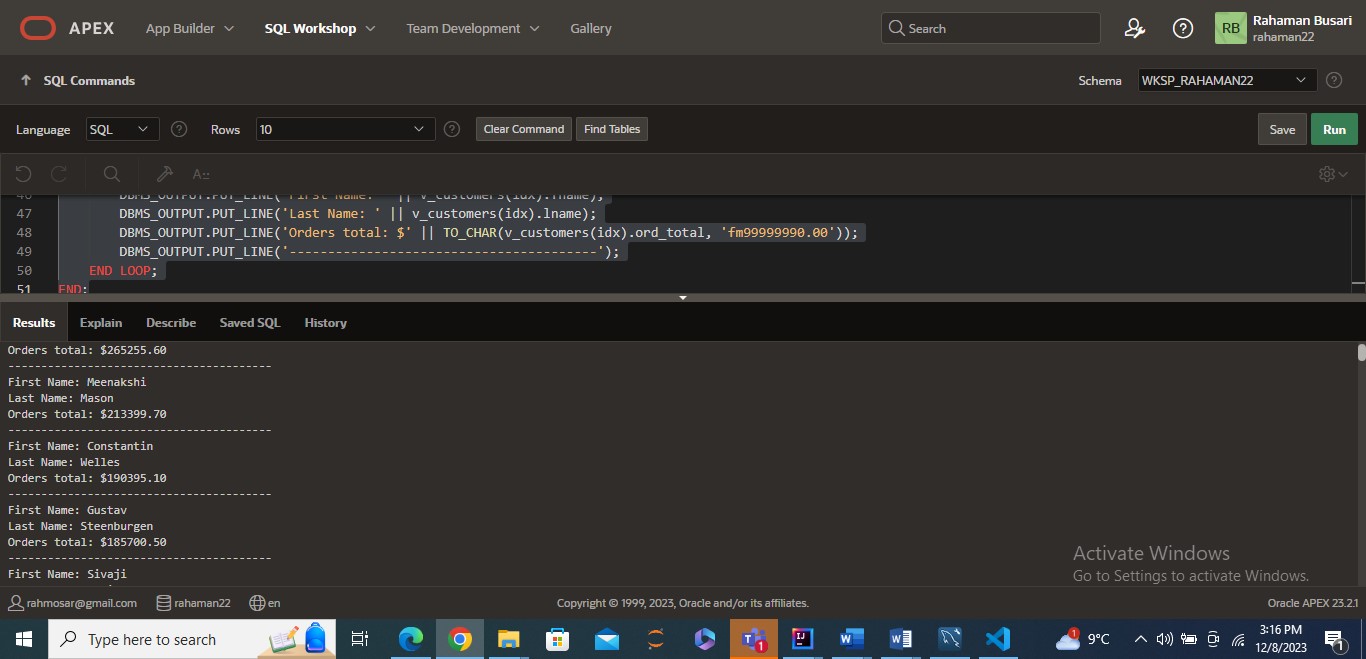 APEX App Builder SQL Workshop Team Development Gallery Search RB Rahaman Busari
rahaman22
SQL Commands Schema WKSP_RAHAMAN22
Language SQL Rows 10 Clear Command Find Tables Save Run
A::
46 DBMS_OUTPUT.PUT_LINE('First Name: ' || v_customers(idx).fname);
47 DBMS_OUTPUT.PUT_LINE('Last Name: ' || v_customers(idx).lname);
48 DBMS_OUTPUT.PUT_LINE('Orders total: $' || TO_CHAR(v_customers(idx).ord_total, 'fm99999990.00'));
49 DBMS_OUTPUT.PUT_LINE('----------------------------------------');
50 END LOOP;
51 END;
Results Explain Describe Saved SQL History
Orders total: $265255.60
----------------------------------------
First Name: Meenakshi
Last Name: Mason
Orders total: $213399.70
----------------------------------------
First Name: Constantin
Last Name: Welles
Orders total: $190395.10
----------------------------------------
First Name: Gustav
Last Name: Steenburgen
Orders total: $185700.50
----------------------------------------
First Name: Sivaji
Activate Windows
Go to Settings to activate Windows.
rahmosar@gmail.com rahaman22 en Copyright © 1999, 2023, Oracle and/or its affiliates. Oracle APEX 23.2.1
Type here to search 1 1 9°C 3:16 PM 1
12/8/2023